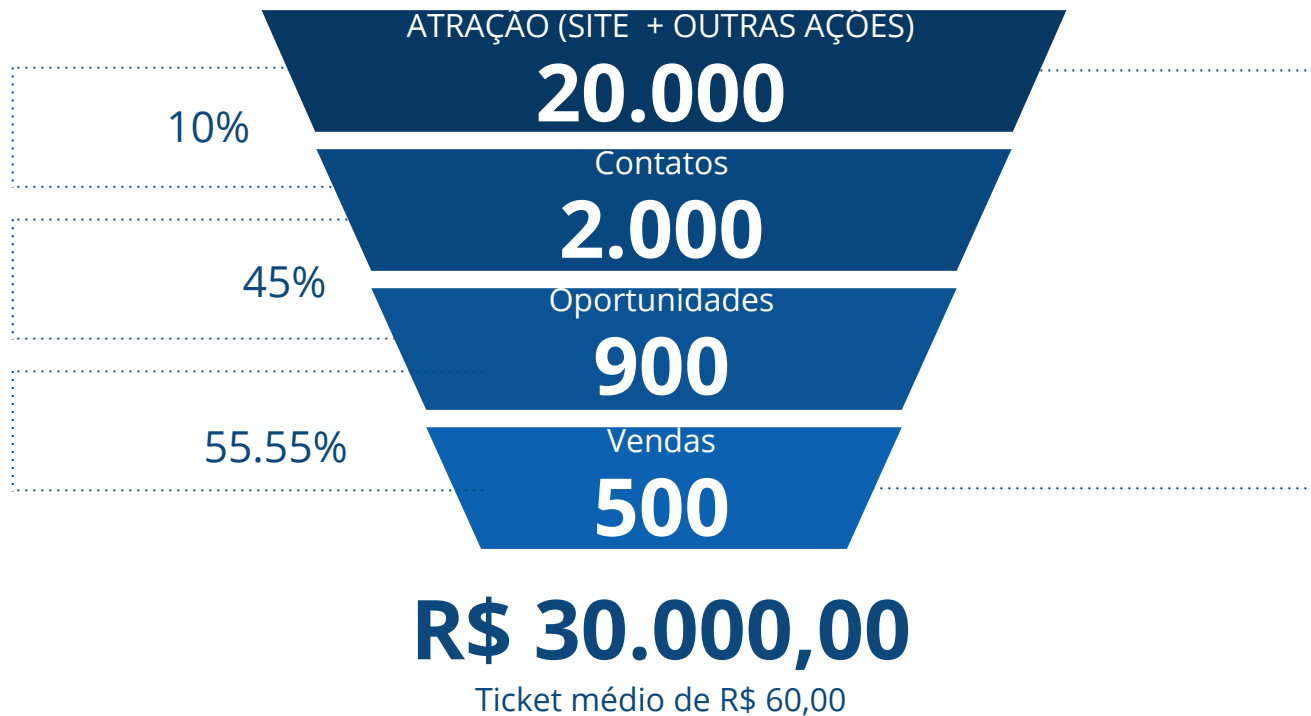 ATRAÇÃO (SITE + OUTRAS AÇÕES)
20.000
10%
Contatos
2.000
45%
Oportunidades
900
55.55%
Vendas
500
R$ 30.000,00
Ticket médio de R$ 60,00